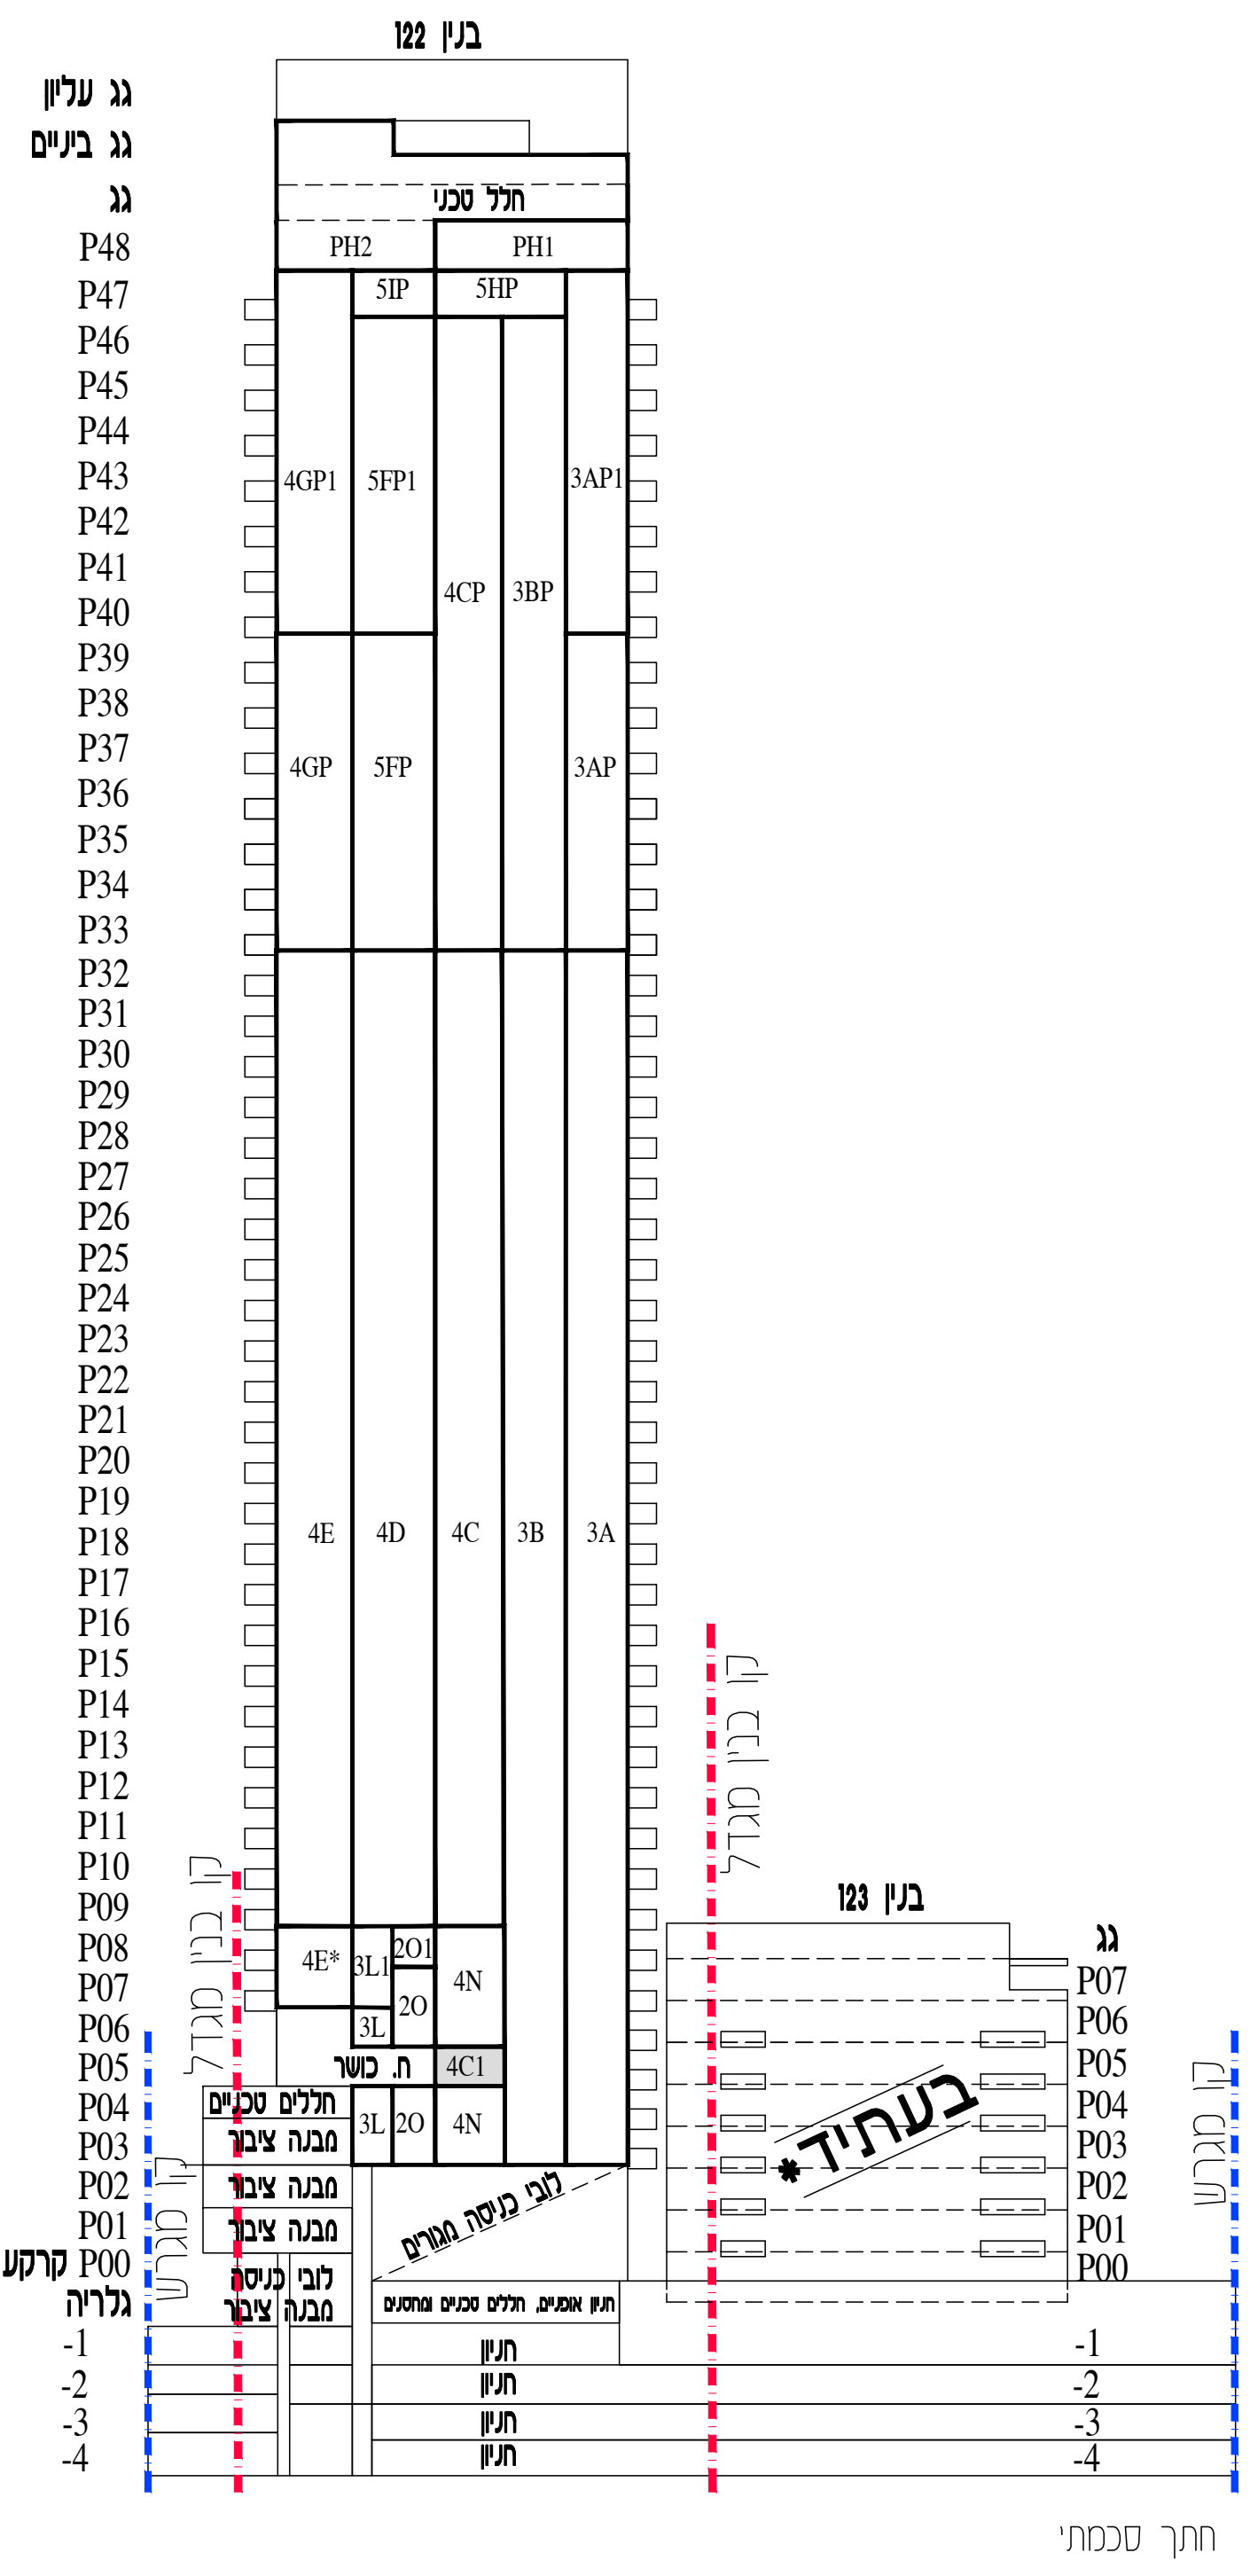 בנין 122
גג עליון
גג ביניים
גג
חלל טכני
P48
PH2
PH1
P47
5IP
5HP
P46
P45
P44
P43
4GP1
5FP1
3AP1
P42
P41
4CP
3BP
P40
P39
P38
P37
4GP
5FP
3AP
P36
P35
P34
P33
P32
P31
P30
P29
P28
P27
P26
P25
P24
P23
P22
P21
P20
P19
P18
4E
4D
4C
3B
3A
P17
P16
P15
P14
P13
P12
P11
P10
P09
P08
4E*
3L1
2O1
4N
P07
2O
P06
3L
P05
ח. כושר
4C1
P04
חללים טכניים
3L
2O
4N
P03
מבנה ציבור
P02
מבנה ציבור
P01
מבנה ציבור
לובי כניסה מגורים
קרקע P00
לובי כניסה
מבנה ציבור
גלריה
חניון אופניים, חללים טכניים ומחסנים
-1
חניון
-1
-2
חניון
-2
-3
חניון
-3
-4
חניון
-4
קו בנין מגדל
קו בנין מגדל
קו מגרש
קו מגרש
בנין 123
גג
P07
P06
P05
P04
P03
P02
P01
P00
בעתיד*
חתך סכמתי